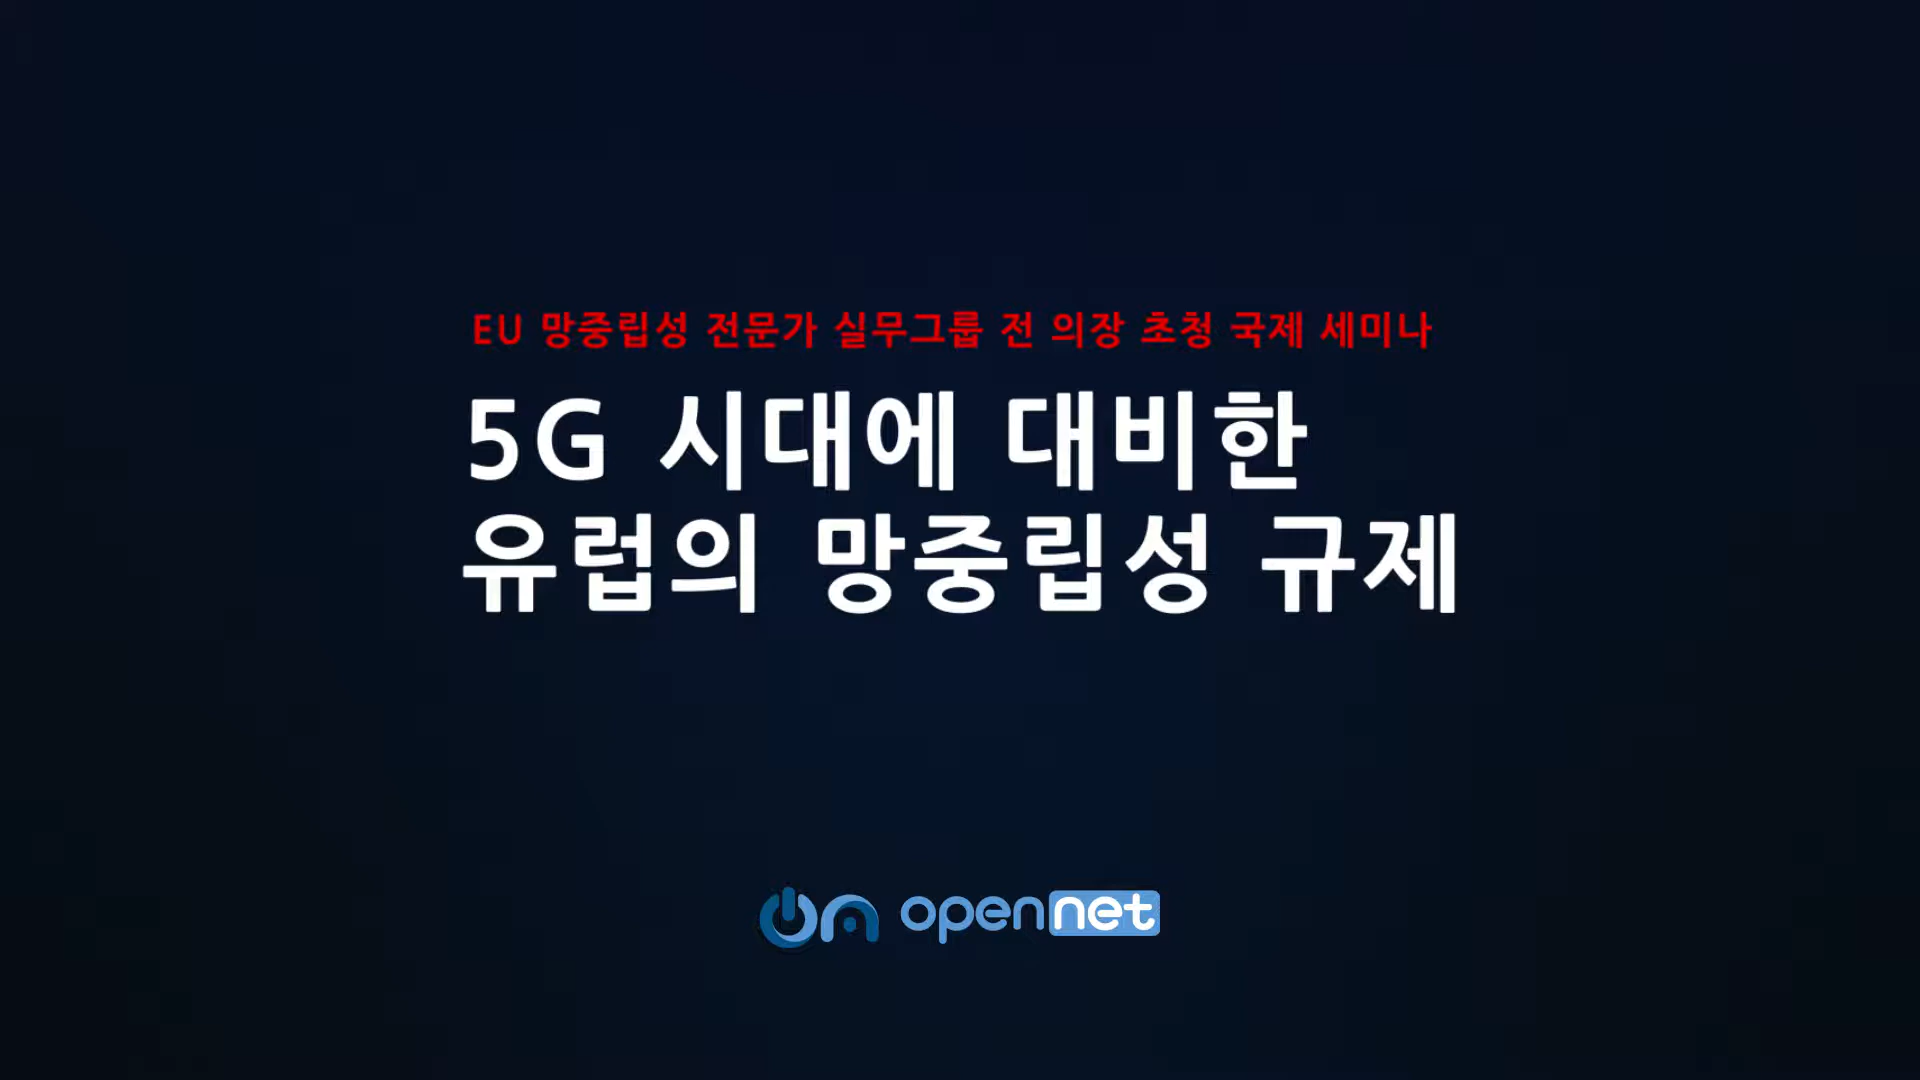 EU 망중립성 전문가 실무그룹 전 의장 초청 국제 세미나
5G 시대에 대비한
유럽의 망중립성 규제
opennet